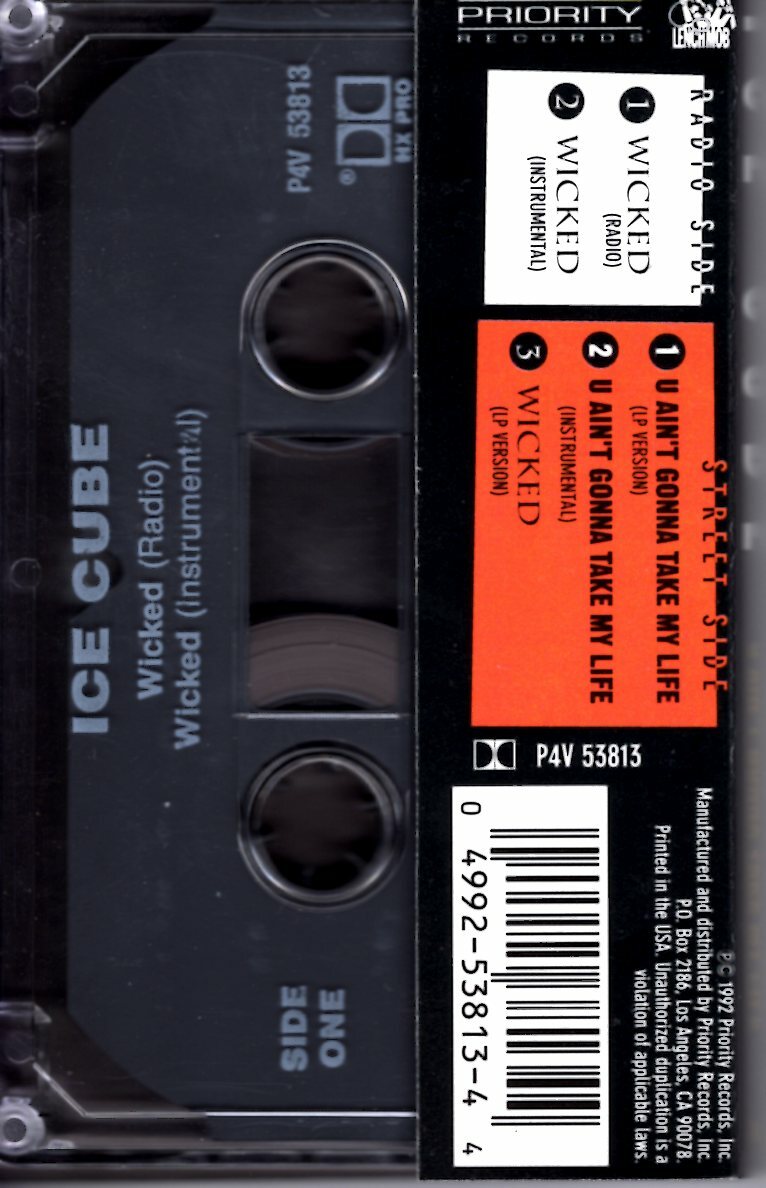 PRIORITY
RECORDS
LENCH MOB
RADIO SIDE
1 WICKED
(RADIO)
2 WICKED
(INSTRUMENTAL)
STREET SIDE
1 U AIN'T GONNA TAKE MY LIFE
(LP VERSION)
2 U AIN'T GONNA TAKE MY LIFE
(INSTRUMENTAL)
3 WICKED
(LP VERSION)
P4V 53813
P C 1992 Priority Records, Inc.
Manufactured and distributed by Priority Records, Inc.
P.O. Box 2186, Los Angeles, CA 90078.
Printed in the USA. Unauthorized duplication is a
violation of applicable laws.
0 4992-53813-4 4
HX PRO
®
P4V 53813
ICE CUBE
Wicked (Radio)
Wicked (Instrumental)
SIDE
ONE